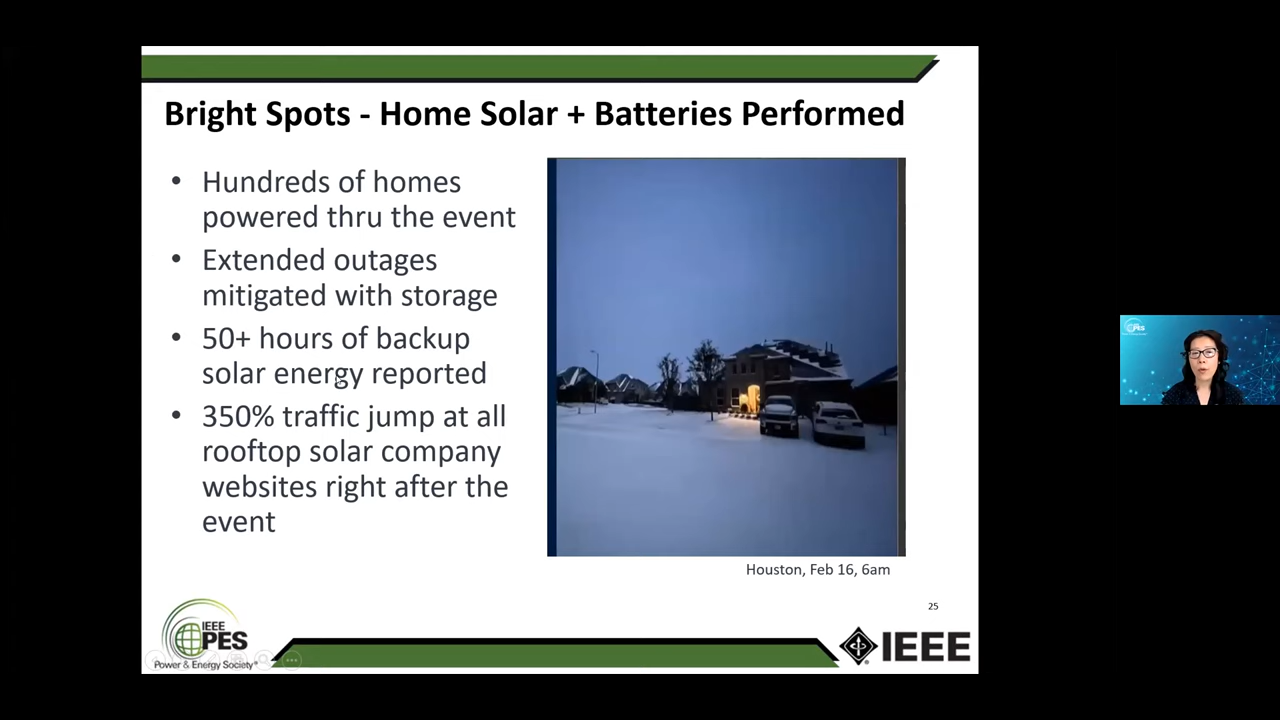 Bright Spots - Home Solar + Batteries Performed
• Hundreds of homes
powered thru the event
• Extended outages
mitigated with storage
• 50+ hours of backup
solar energy reported
• 350% traffic jump at all
rooftop solar company
websites right after the
event
Houston, Feb 16, 6am
25
IEEE
PES
Power & Energy Society®
IEEE
PES